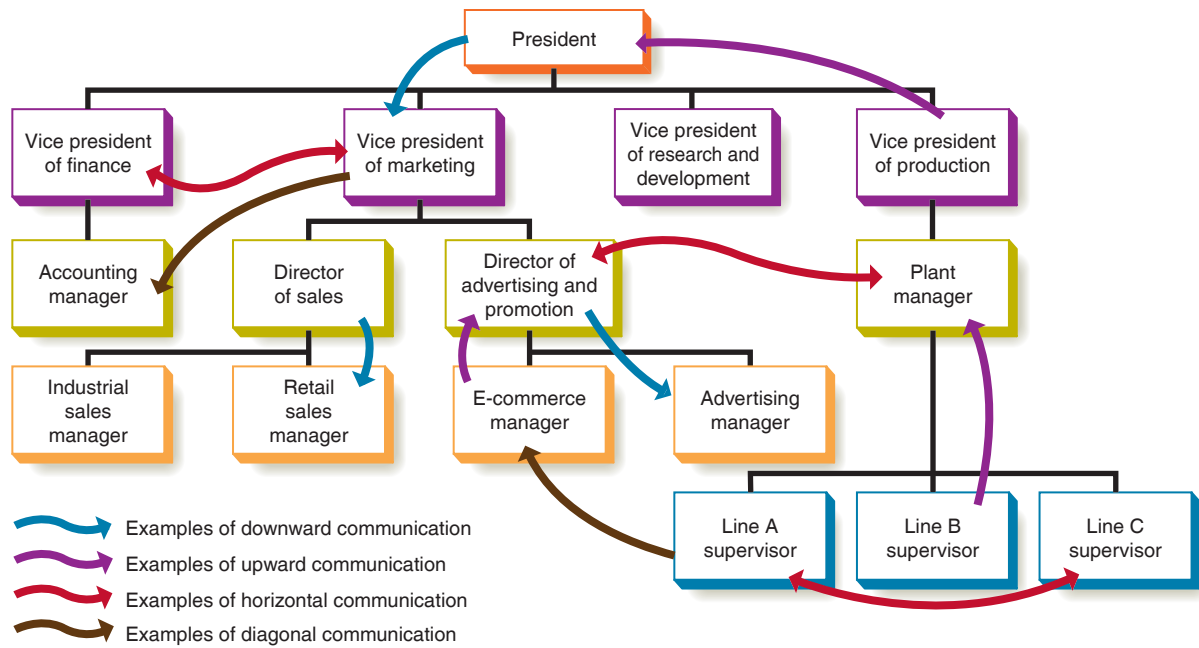 President
Vice president
of finance
Vice president
of marketing
Vice president
of research and
development
Vice president
of production
Accounting
manager
Director
of sales
Director of
advertising and
promotion
Plant
manager
Industrial
sales
manager
Retail
sales
manager
E-commerce
manager
Advertising
manager
Line A
supervisor
Line B
supervisor
Line C
supervisor
Examples of downward communication
Examples of upward communication
Examples of horizontal communication
Examples of diagonal communication